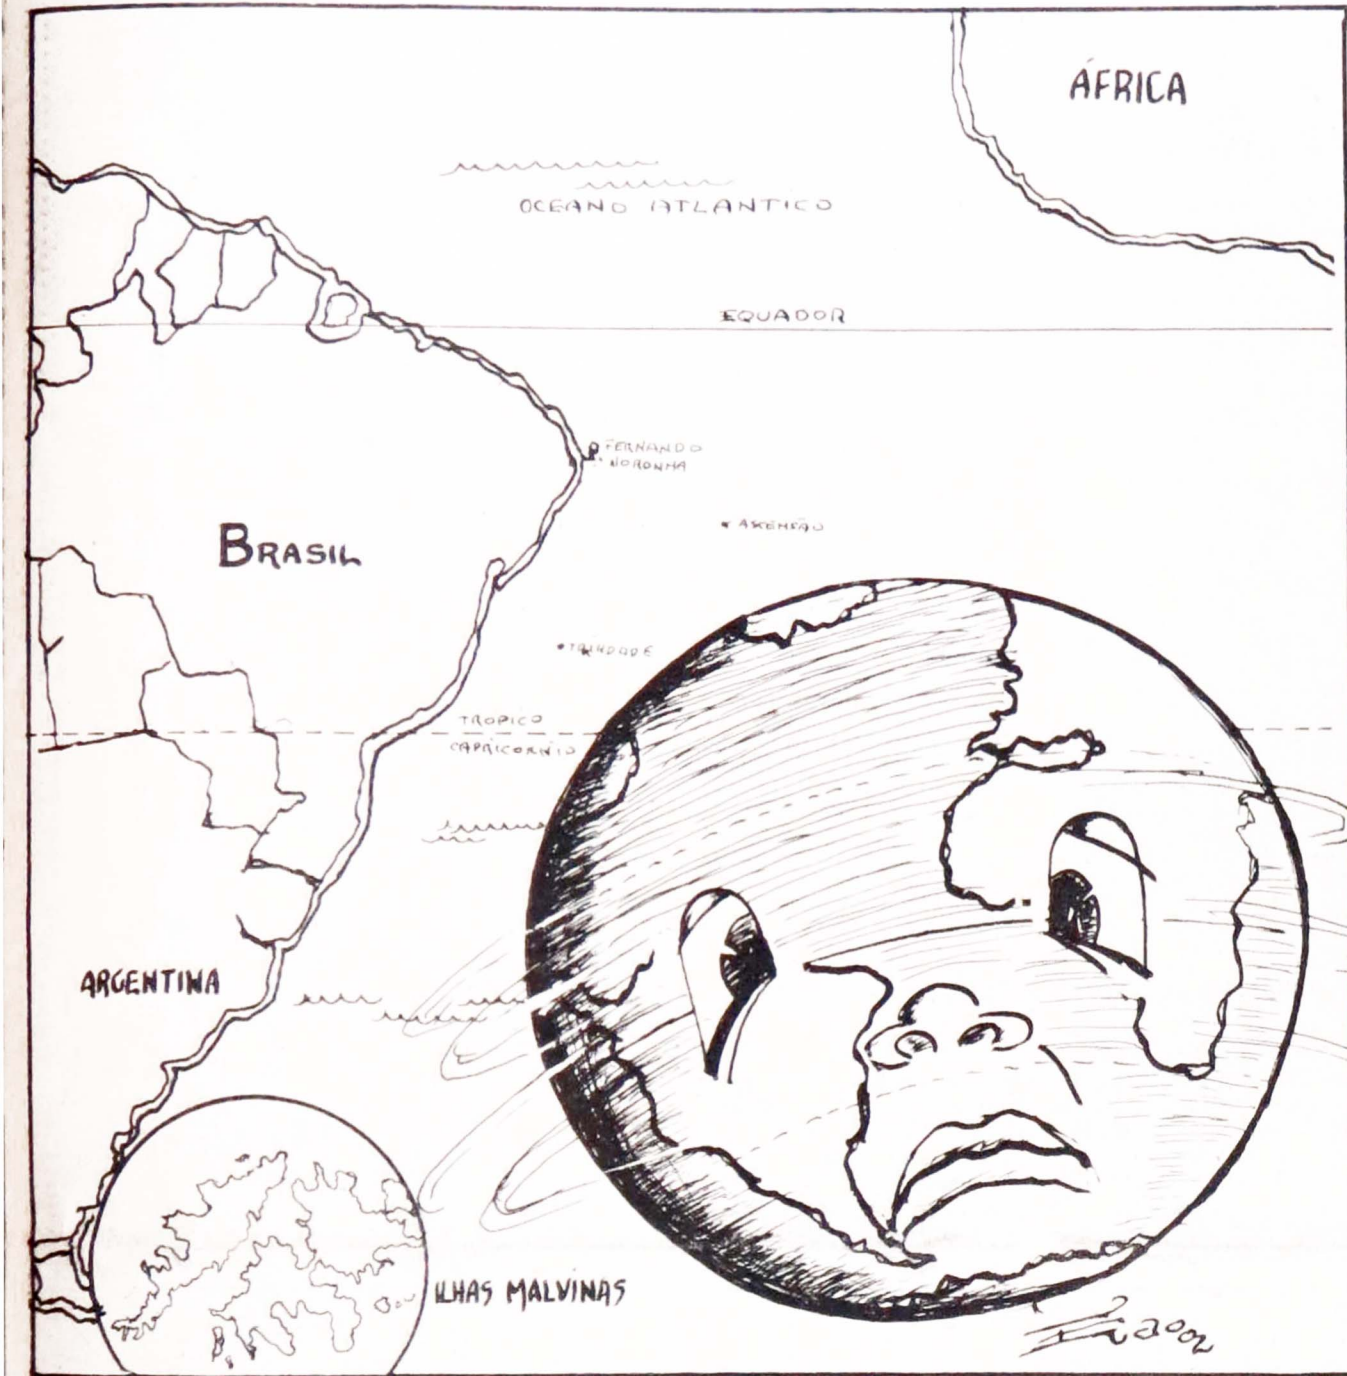 ÁFRICA
OCEANO ATLANTICO
EQUADOR
FERNANDO
NORONHA
BRASIL
ASCENSÃO
TRINDADE
TROPICO
CAPRICORNIO
ARGENTINA
ILHAS MALVINAS